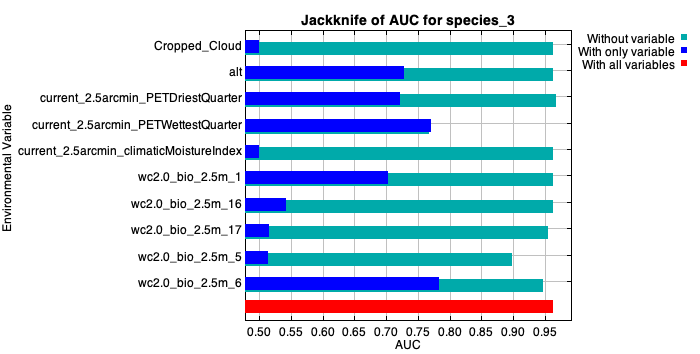 Jackknife of AUC for species_3
Without variable
With only variable
With all variables
Environmental Variable
Cropped_Cloud
alt
current_2.5arcmin_PETDriestQuarter
current_2.5arcmin_PETWettestQuarter
current_2.5arcmin_climaticMoistureIndex
wc2.0_bio_2.5m_1
wc2.0_bio_2.5m_16
wc2.0_bio_2.5m_17
wc2.0_bio_2.5m_5
wc2.0_bio_2.5m_6
0.50 0.55 0.60 0.65 0.70 0.75 0.80 0.85 0.90 0.95
AUC